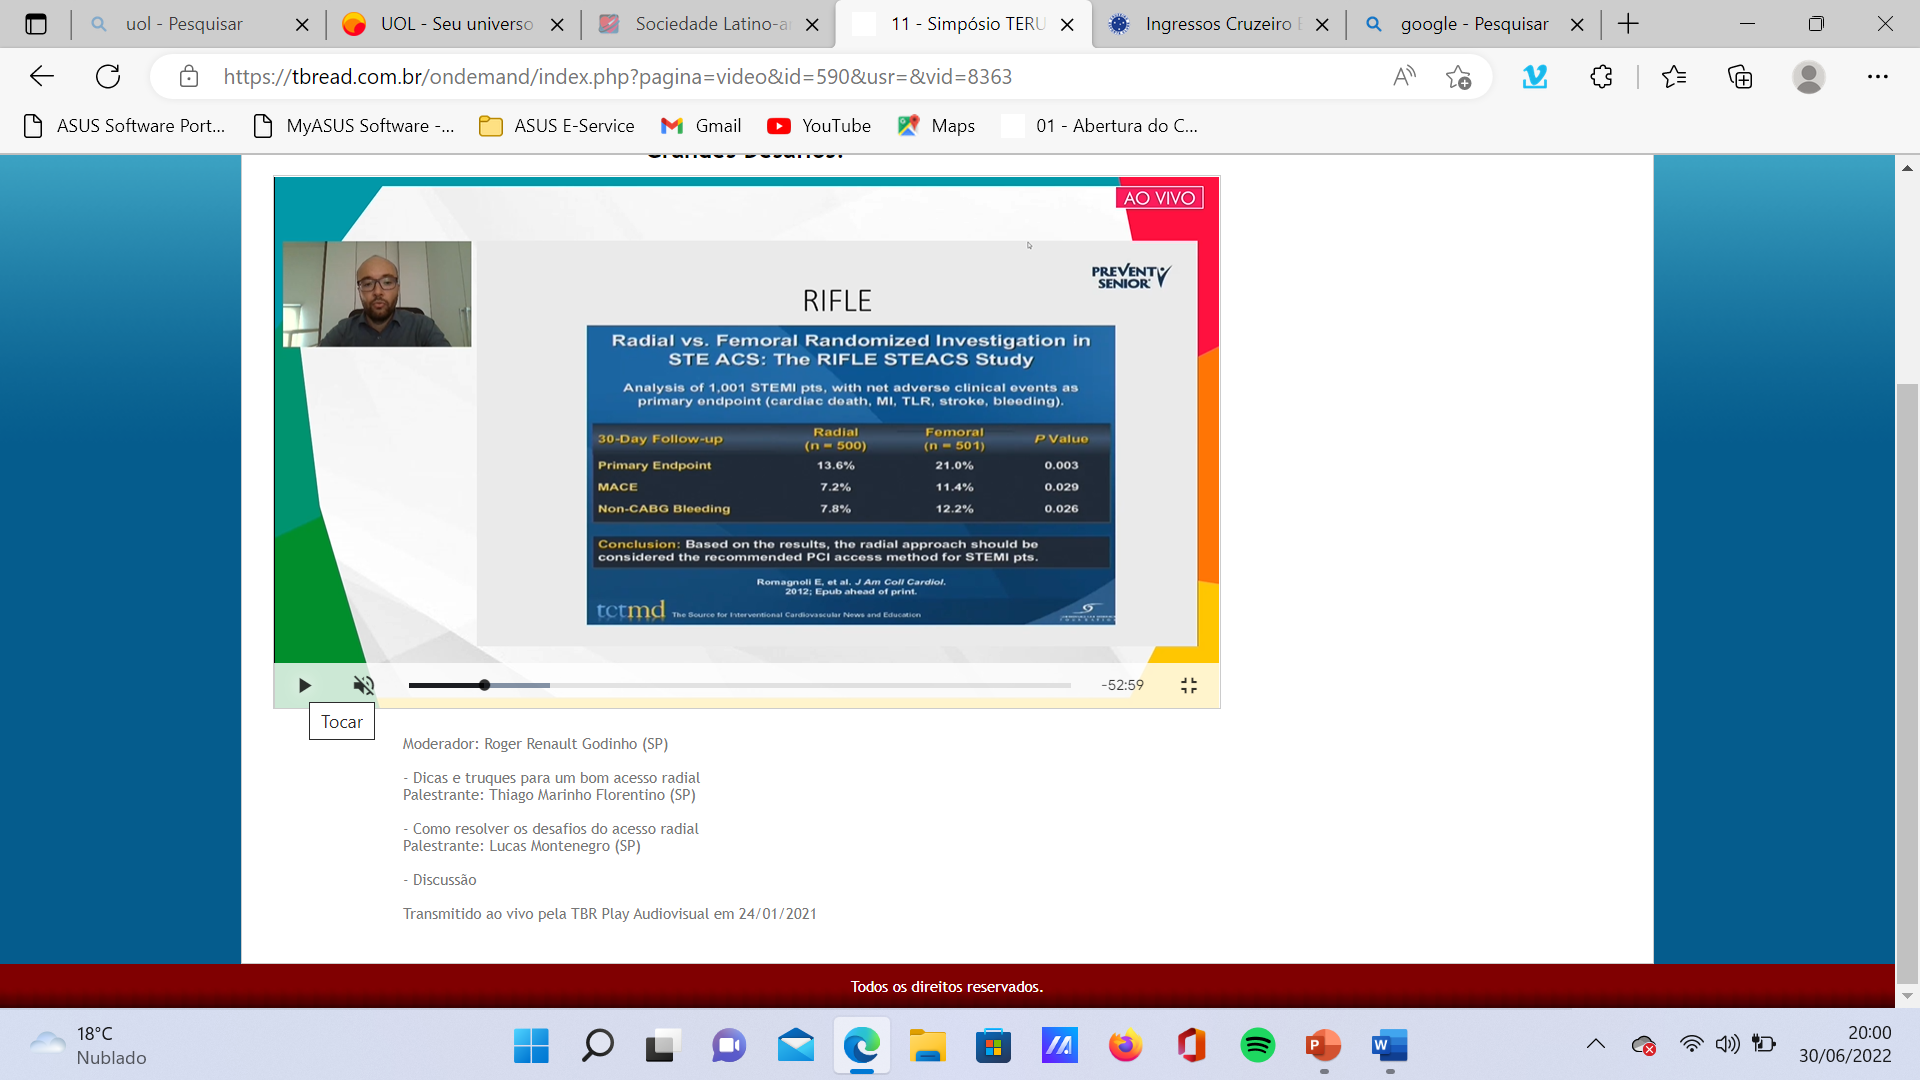 uol - Pesquisar
UOL - Seu universo
Sociedade Latino-a
11 - Simpósio TERU
Ingressos Cruzeiro E
google - Pesquisar
https://tbread.com.br/ondemand/index.php?pagina=video&id=590&usr=&vid=8363
ASUS Software Port...
MyASUS Software -...
ASUS E-Service
Gmail
YouTube
Maps
01 - Abertura do C...
Grandes Desafios!
AO VIVO
PREVENT
SENIOR
RIFLE
Radial vs. Femoral Randomized Investigation in
STE ACS: The RIFLE STEACS Study
Analysis of 1,001 STEMI pts, with net adverse clinical events as
primary endpoint (cardiac death, MI, TLR, stroke, bleeding).
30-Day Follow-up Radial (n = 500) Femoral (n = 501) P Value
Primary Endpoint 13.6% 21.0% 0.003
MACE 7.2% 11.4% 0.029
Non-CABG Bleeding 7.8% 12.2% 0.026
Conclusion: Based on the results, the radial approach should be
considered the recommended PCI access method for STEMI pts.
Romagnoli E, et al. J Am Coll Cardiol.
2012; Epub ahead of print.
tctmd The Source for Interventional Cardiovascular News and Education
-52:59
Tocar
Moderador: Roger Renault Godinho (SP)
- Dicas e truques para um bom acesso radial
Palestrante: Thiago Marinho Florentino (SP)
- Como resolver os desafios do acesso radial
Palestrante: Lucas Montenegro (SP)
- Discussão
Transmitido ao vivo pela TBR Play Audiovisual em 24/01/2021
Todos os direitos reservados.
18°C
Nublado
20:00
30/06/2022